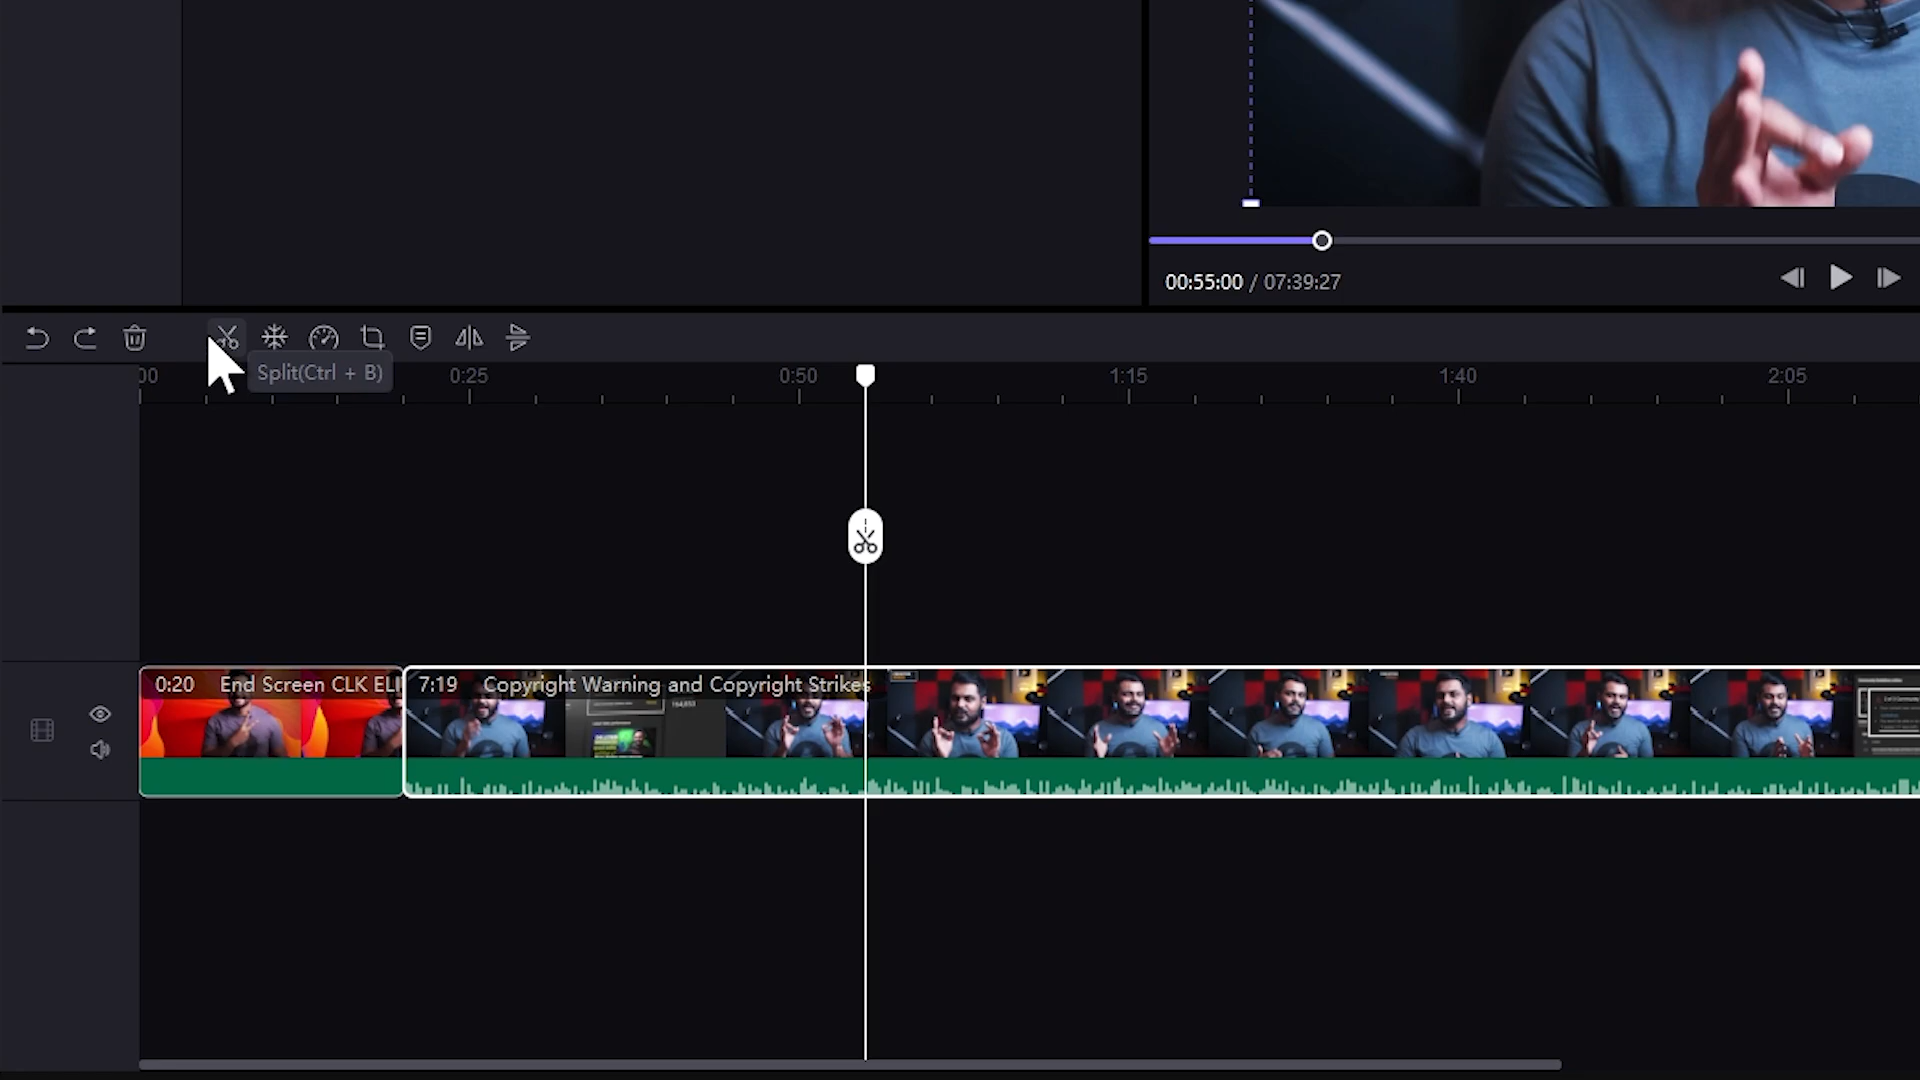 00:55:00 / 07:39:27
Split(Ctrl + B)
00
0:25
0:50
1:15
1:40
2:05
0:20 End Screen CLK ELI
7:19 Copyright Warning and Copyright Strikes